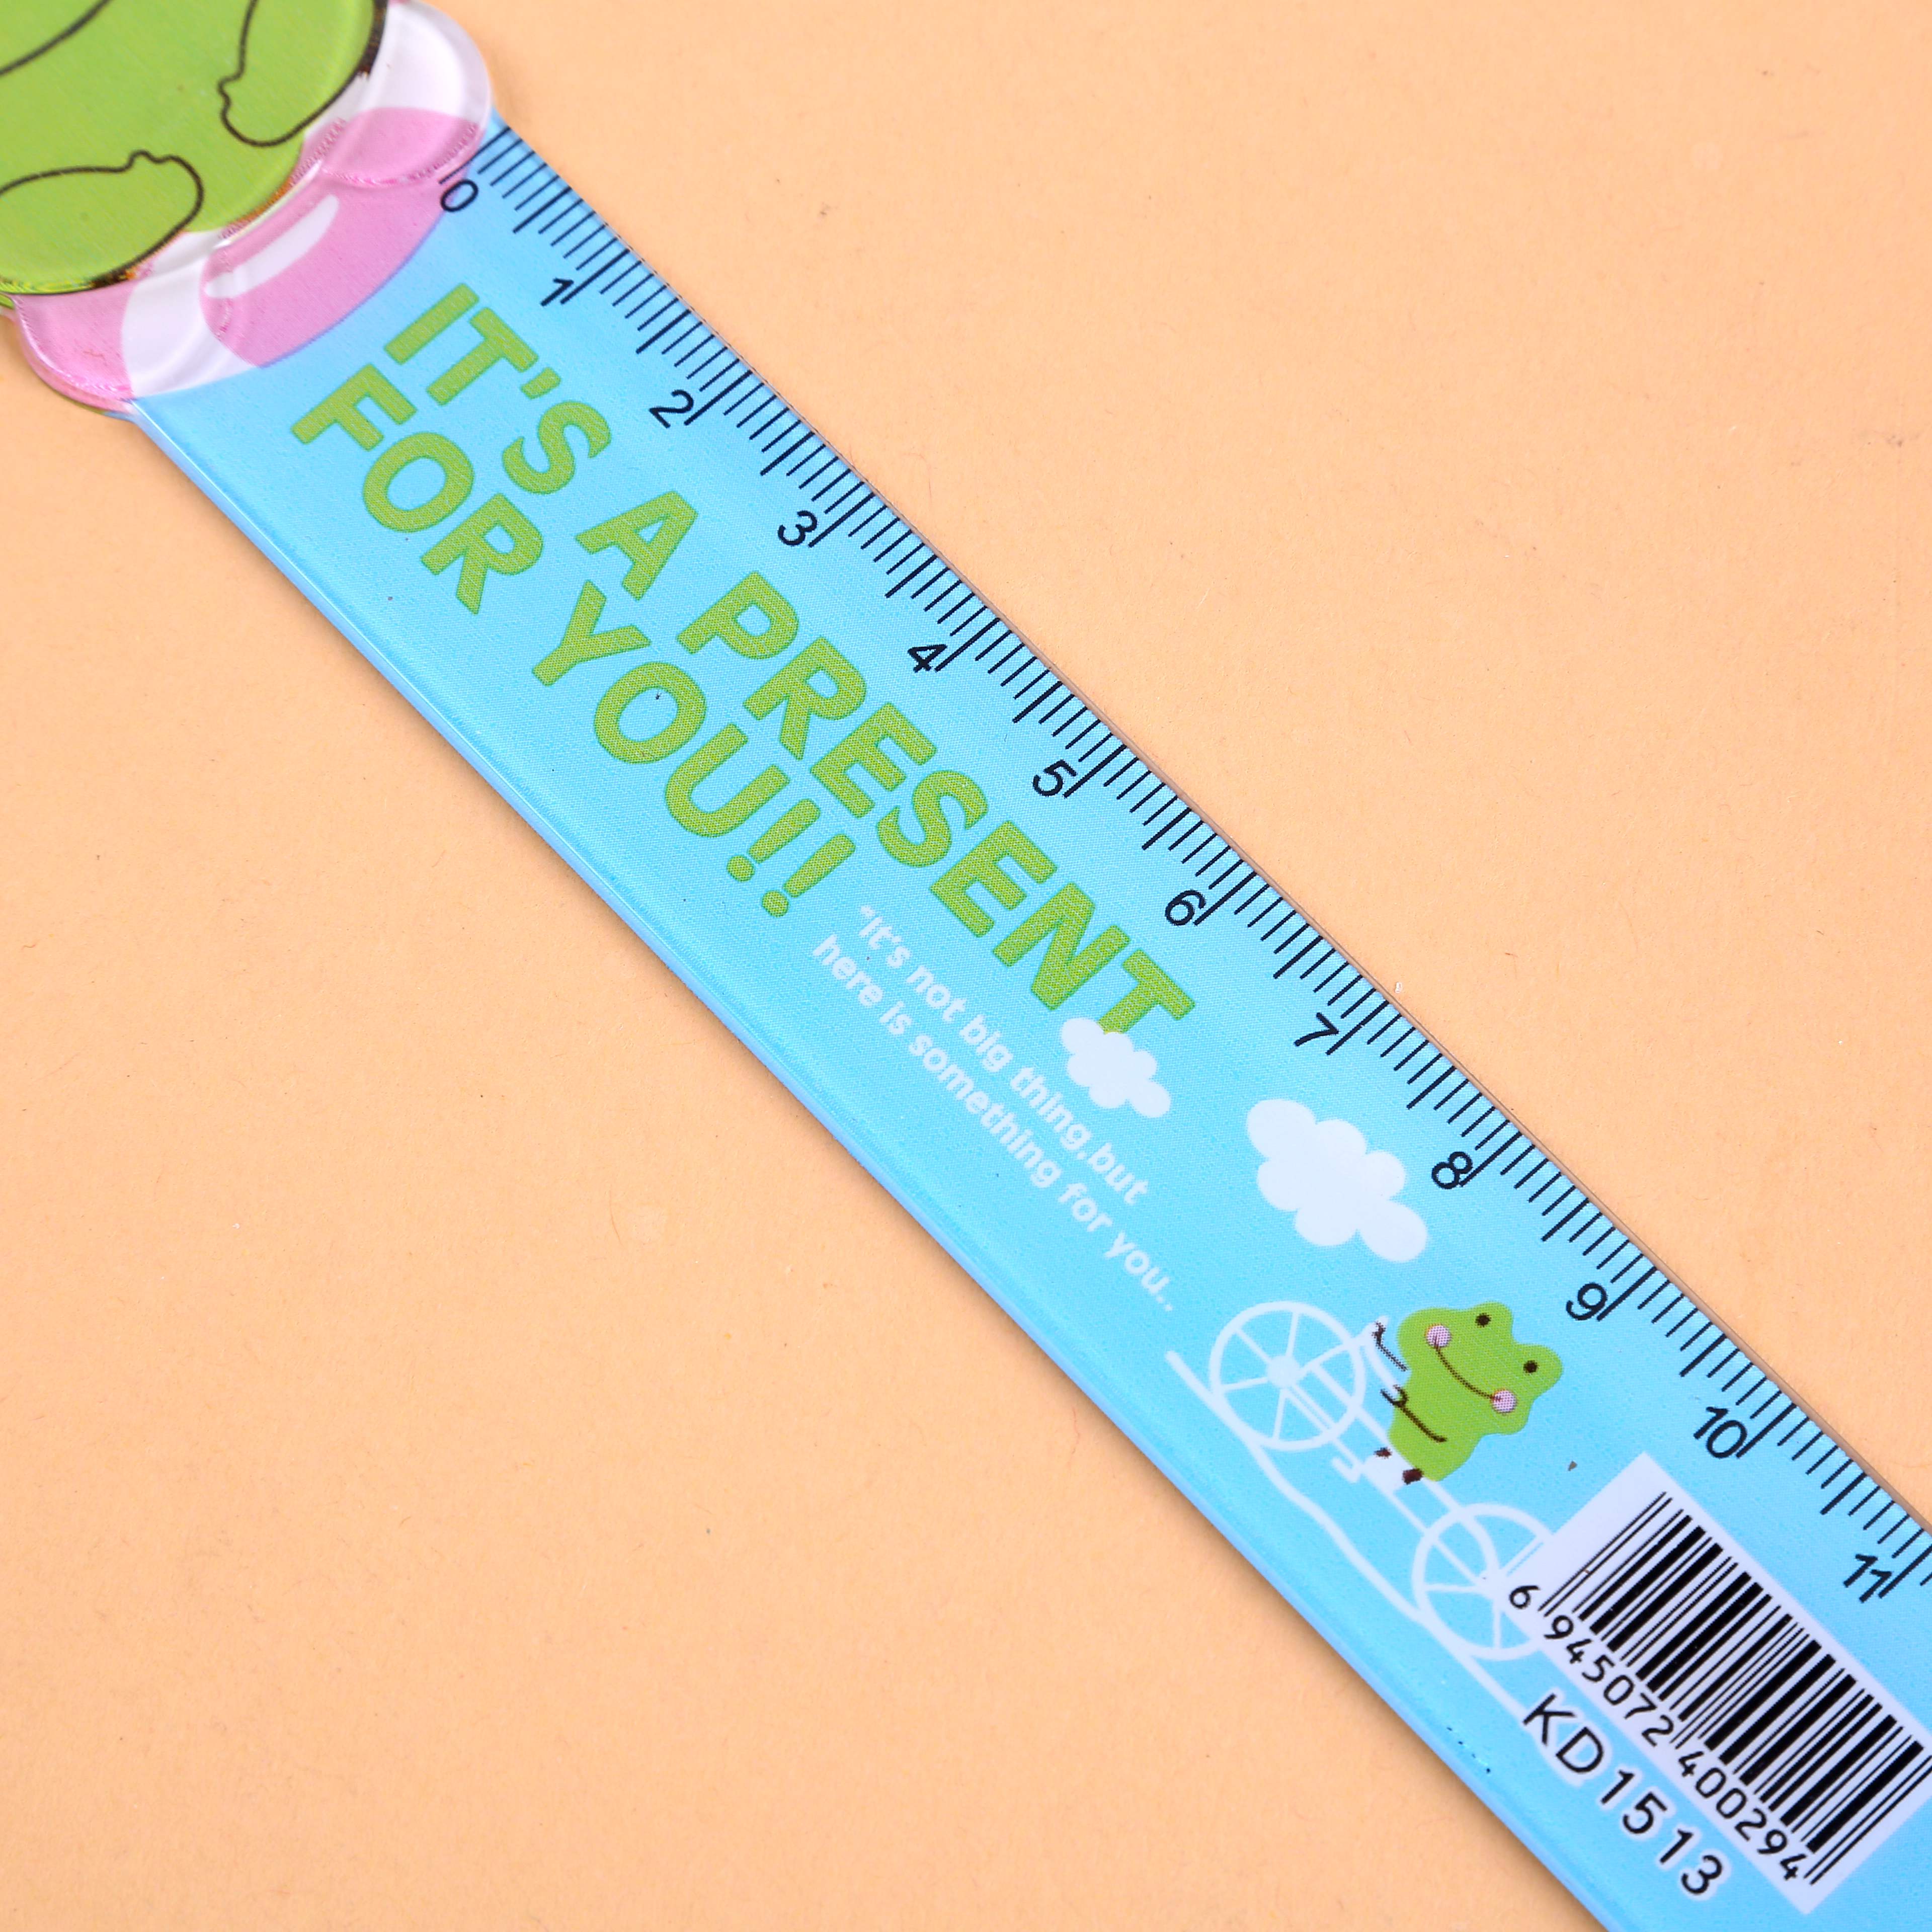 0 1 2 3 4 5 6 7 8 9 10 11
IT'S A PRESENT
FOR YOU!!
“It's not big thing,but
here is something for you..
6 945072 400294
KD1513